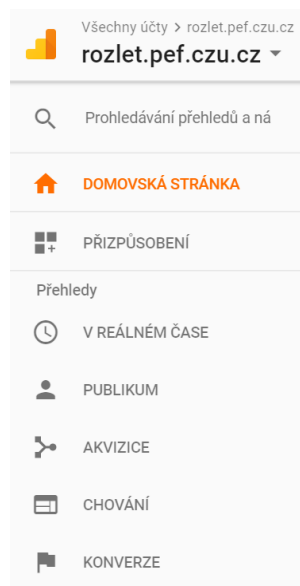 Všechny účty > rozlet.pef.czu.cz
rozlet.pef.czu.cz
Prohledávání přehledů a ná
DOMOVSKÁ STRÁNKA
PŘIZPŮSOBENÍ
Přehledy
V REÁLNÉM ČASE
PUBLIKUM
AKVIZICE
CHOVÁNÍ
KONVERZE